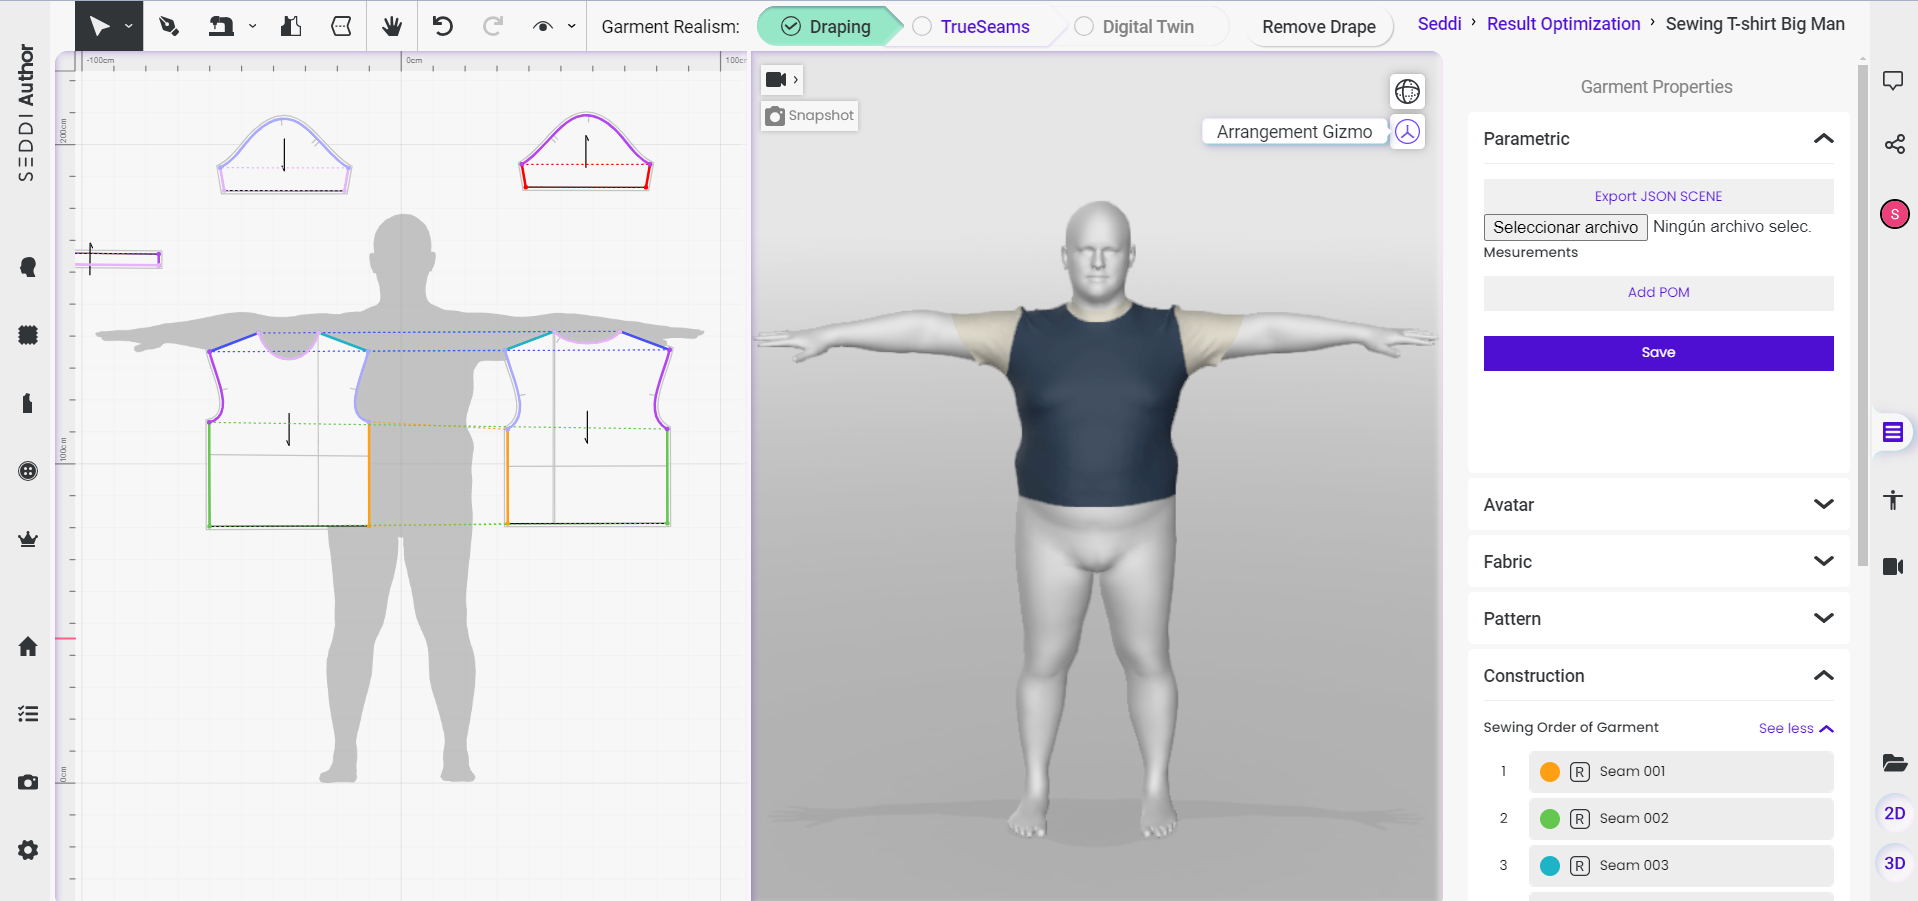 SEDDI Author
Garment Realism:
Draping
TrueSeams
Digital Twin
Remove Drape
Seddi › Result Optimization › Sewing T-shirt Big Man
-100cm
0cm
100cm
200cm
100cm
0cm
Snapshot
Arrangement Gizmo
Garment Properties
Parametric
Export JSON SCENE
Seleccionar archivo Ningún archivo selec.
Mesurements
Add POM
Save
Avatar
Fabric
Pattern
Construction
Sewing Order of Garment See less
1 R Seam 001
2 R Seam 002
3 R Seam 003
S
2D
3D